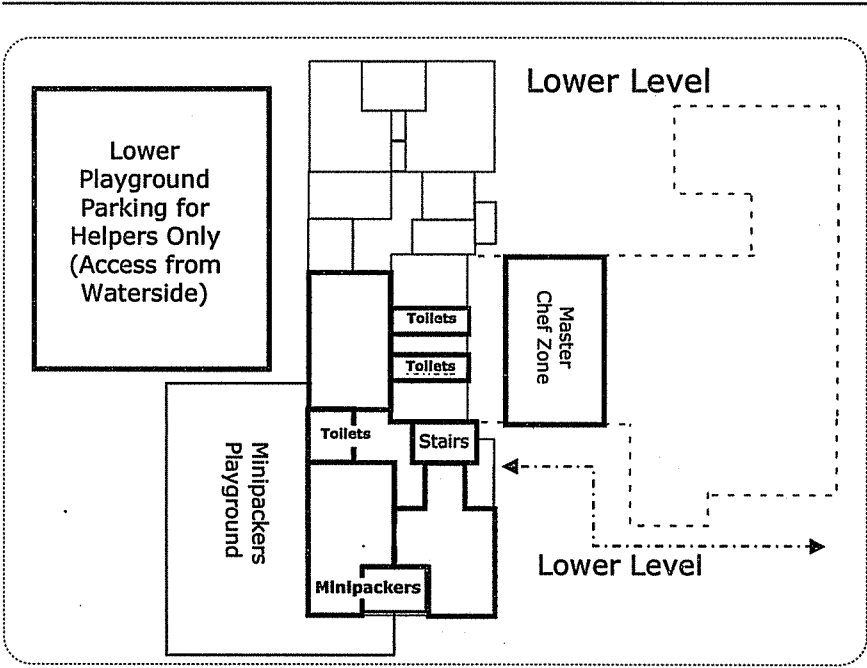 Lower Level
Lower
Playground
Parking for
Helpers Only
(Access from
Waterside)
Master
Chef Zone
Toilets
Toilets
Toilets
Stairs
Minipackers
Playground
Minipackers
Lower Level